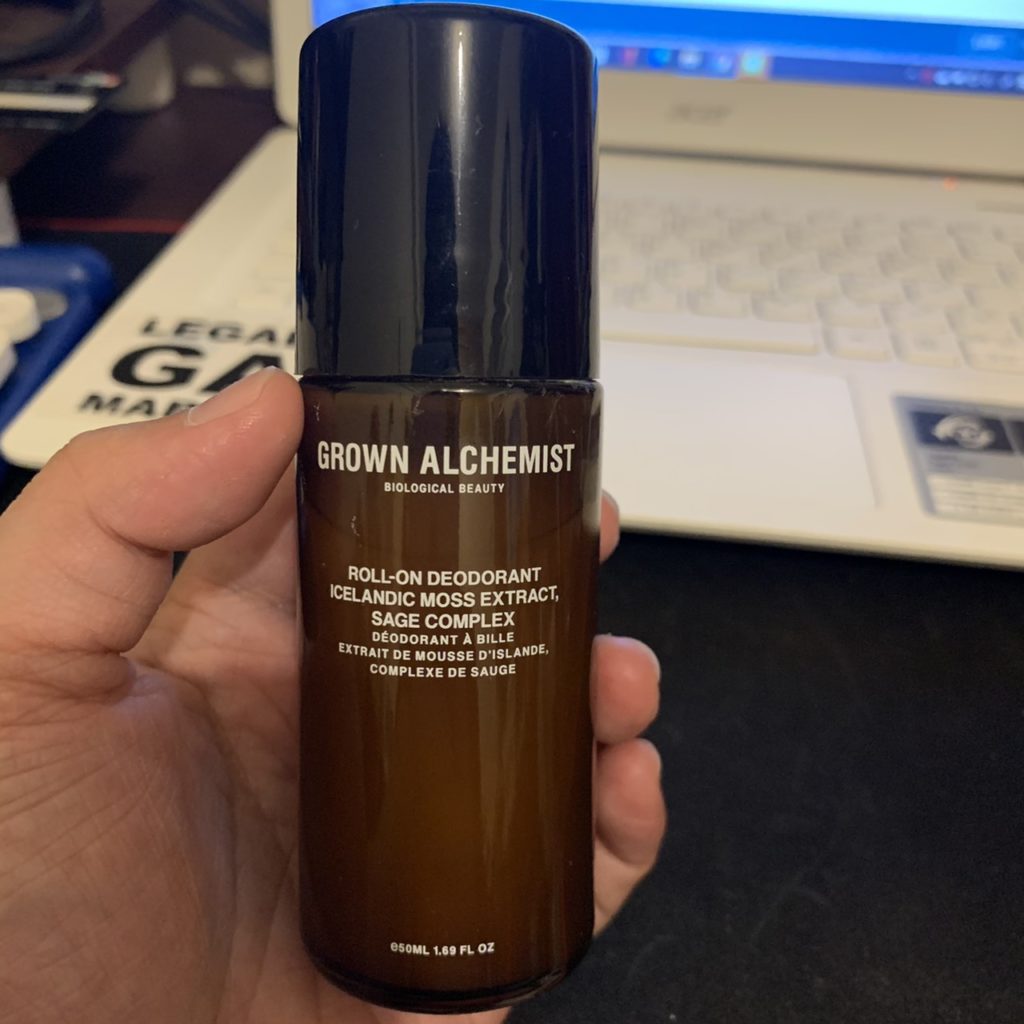 GROWN ALCHEMIST
BIOLOGICAL BEAUTY
ROLL-ON DEODORANT
ICELANDIC MOSS EXTRACT,
SAGE COMPLEX
DÉODORANT À BILLE
EXTRAIT DE MOUSSE D'ISLANDE,
COMPLEXE DE SAUGE
℮50ML 1.69 FL OZ
acer